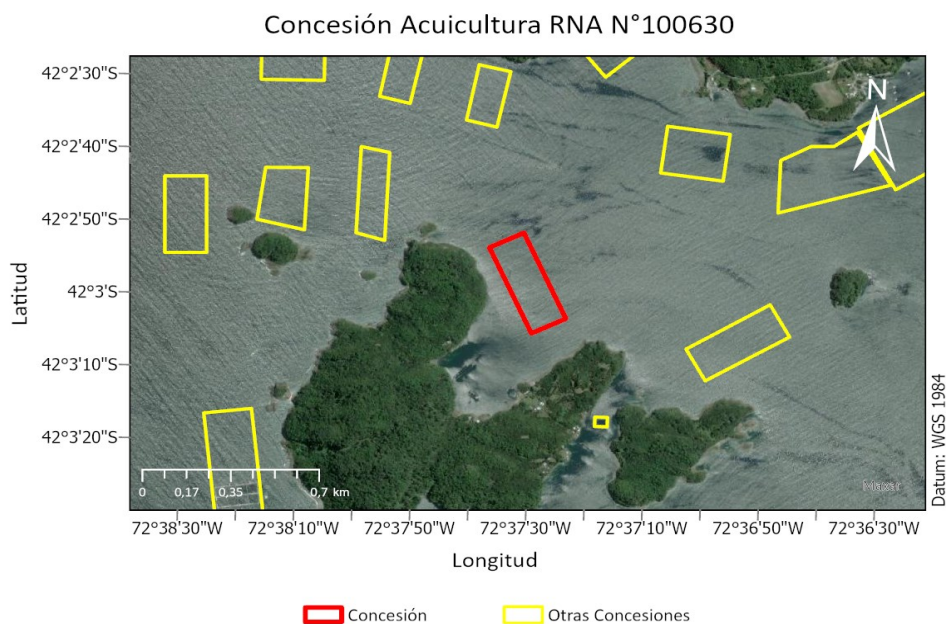 Concesión Acuicultura RNA N°100630
42°2'30"S
42°2'40"S
42°2'50"S
42°3'S
42°3'10"S
42°3'20"S
Latitud
N
Datum: WGS 1984
Maxar
0 0,17 0,35 0,7 km
72°38'30"W 72°38'10"W 72°37'50"W 72°37'30"W 72°37'10"W 72°36'50"W 72°36'30"W
Longitud
Concesión Otras Concesiones